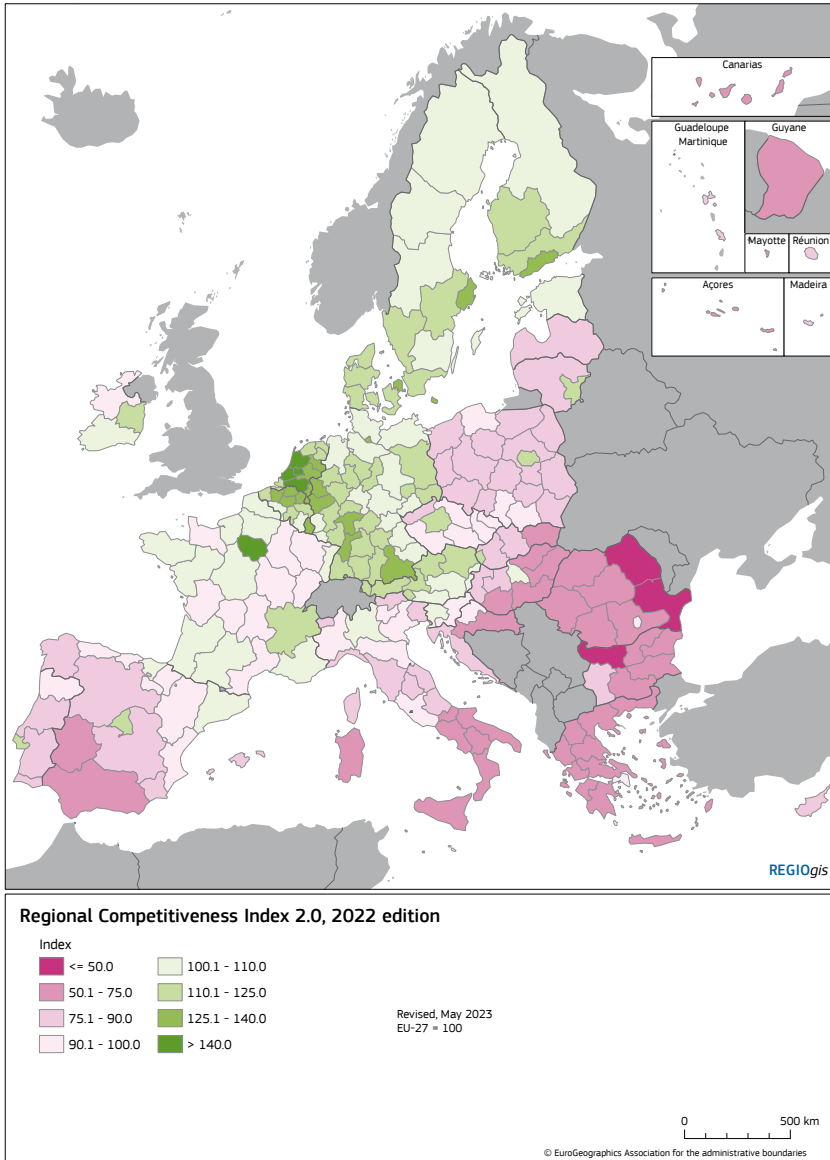 Canarias
Guadeloupe
Martinique
Guyane
Mayotte
Réunion
Açores
Madeira
REGIOgis
Regional Competitiveness Index 2.0, 2022 edition
Index
<= 50.0
50.1 - 75.0
75.1 - 90.0
90.1 - 100.0
100.1 - 110.0
110.1 - 125.0
125.1 - 140.0
> 140.0
Revised, May 2023
EU-27 = 100
0 500 km
© EuroGeographics Association for the administrative boundaries